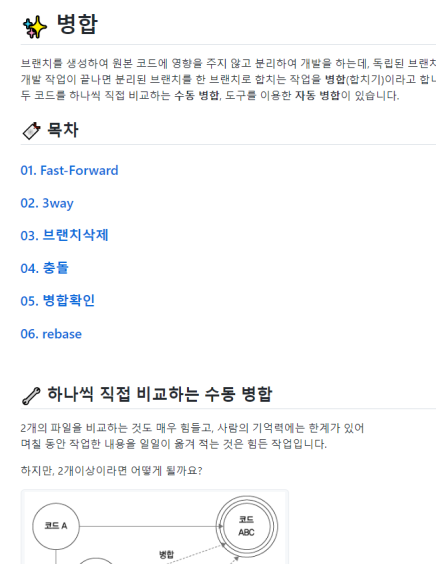 병합
브랜치를 생성하여 원본 코드에 영향을 주지 않고 분리하여 개발을 하는데, 독립된 브랜치
개발 작업이 끝나면 분리된 브랜치를 한 브랜치로 합치는 작업을 병합(합치기)이라고 합니
두 코드를 하나씩 직접 비교하는 수동 병합, 도구를 이용한 자동 병합이 있습니다.
목차
01. Fast-Forward
02. 3way
03. 브랜치삭제
04. 충돌
05. 병합확인
06. rebase
하나씩 직접 비교하는 수동 병합
2개의 파일을 비교하는 것도 매우 힘들고, 사람의 기억력에는 한계가 있어
며칠 동안 작업한 내용을 일일이 옮겨 적는 것은 힘든 작업입니다.
하지만, 2개이상이라면 어떻게 될까요?
코드 A
코드
ABC
병합